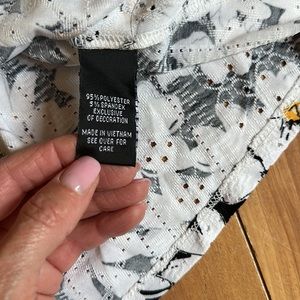 95% POLYESTER
5% SPANDEX
EXCLUSIVE
OF DECORATION
MADE IN VIETNAM
SEE OVER FOR
CARE